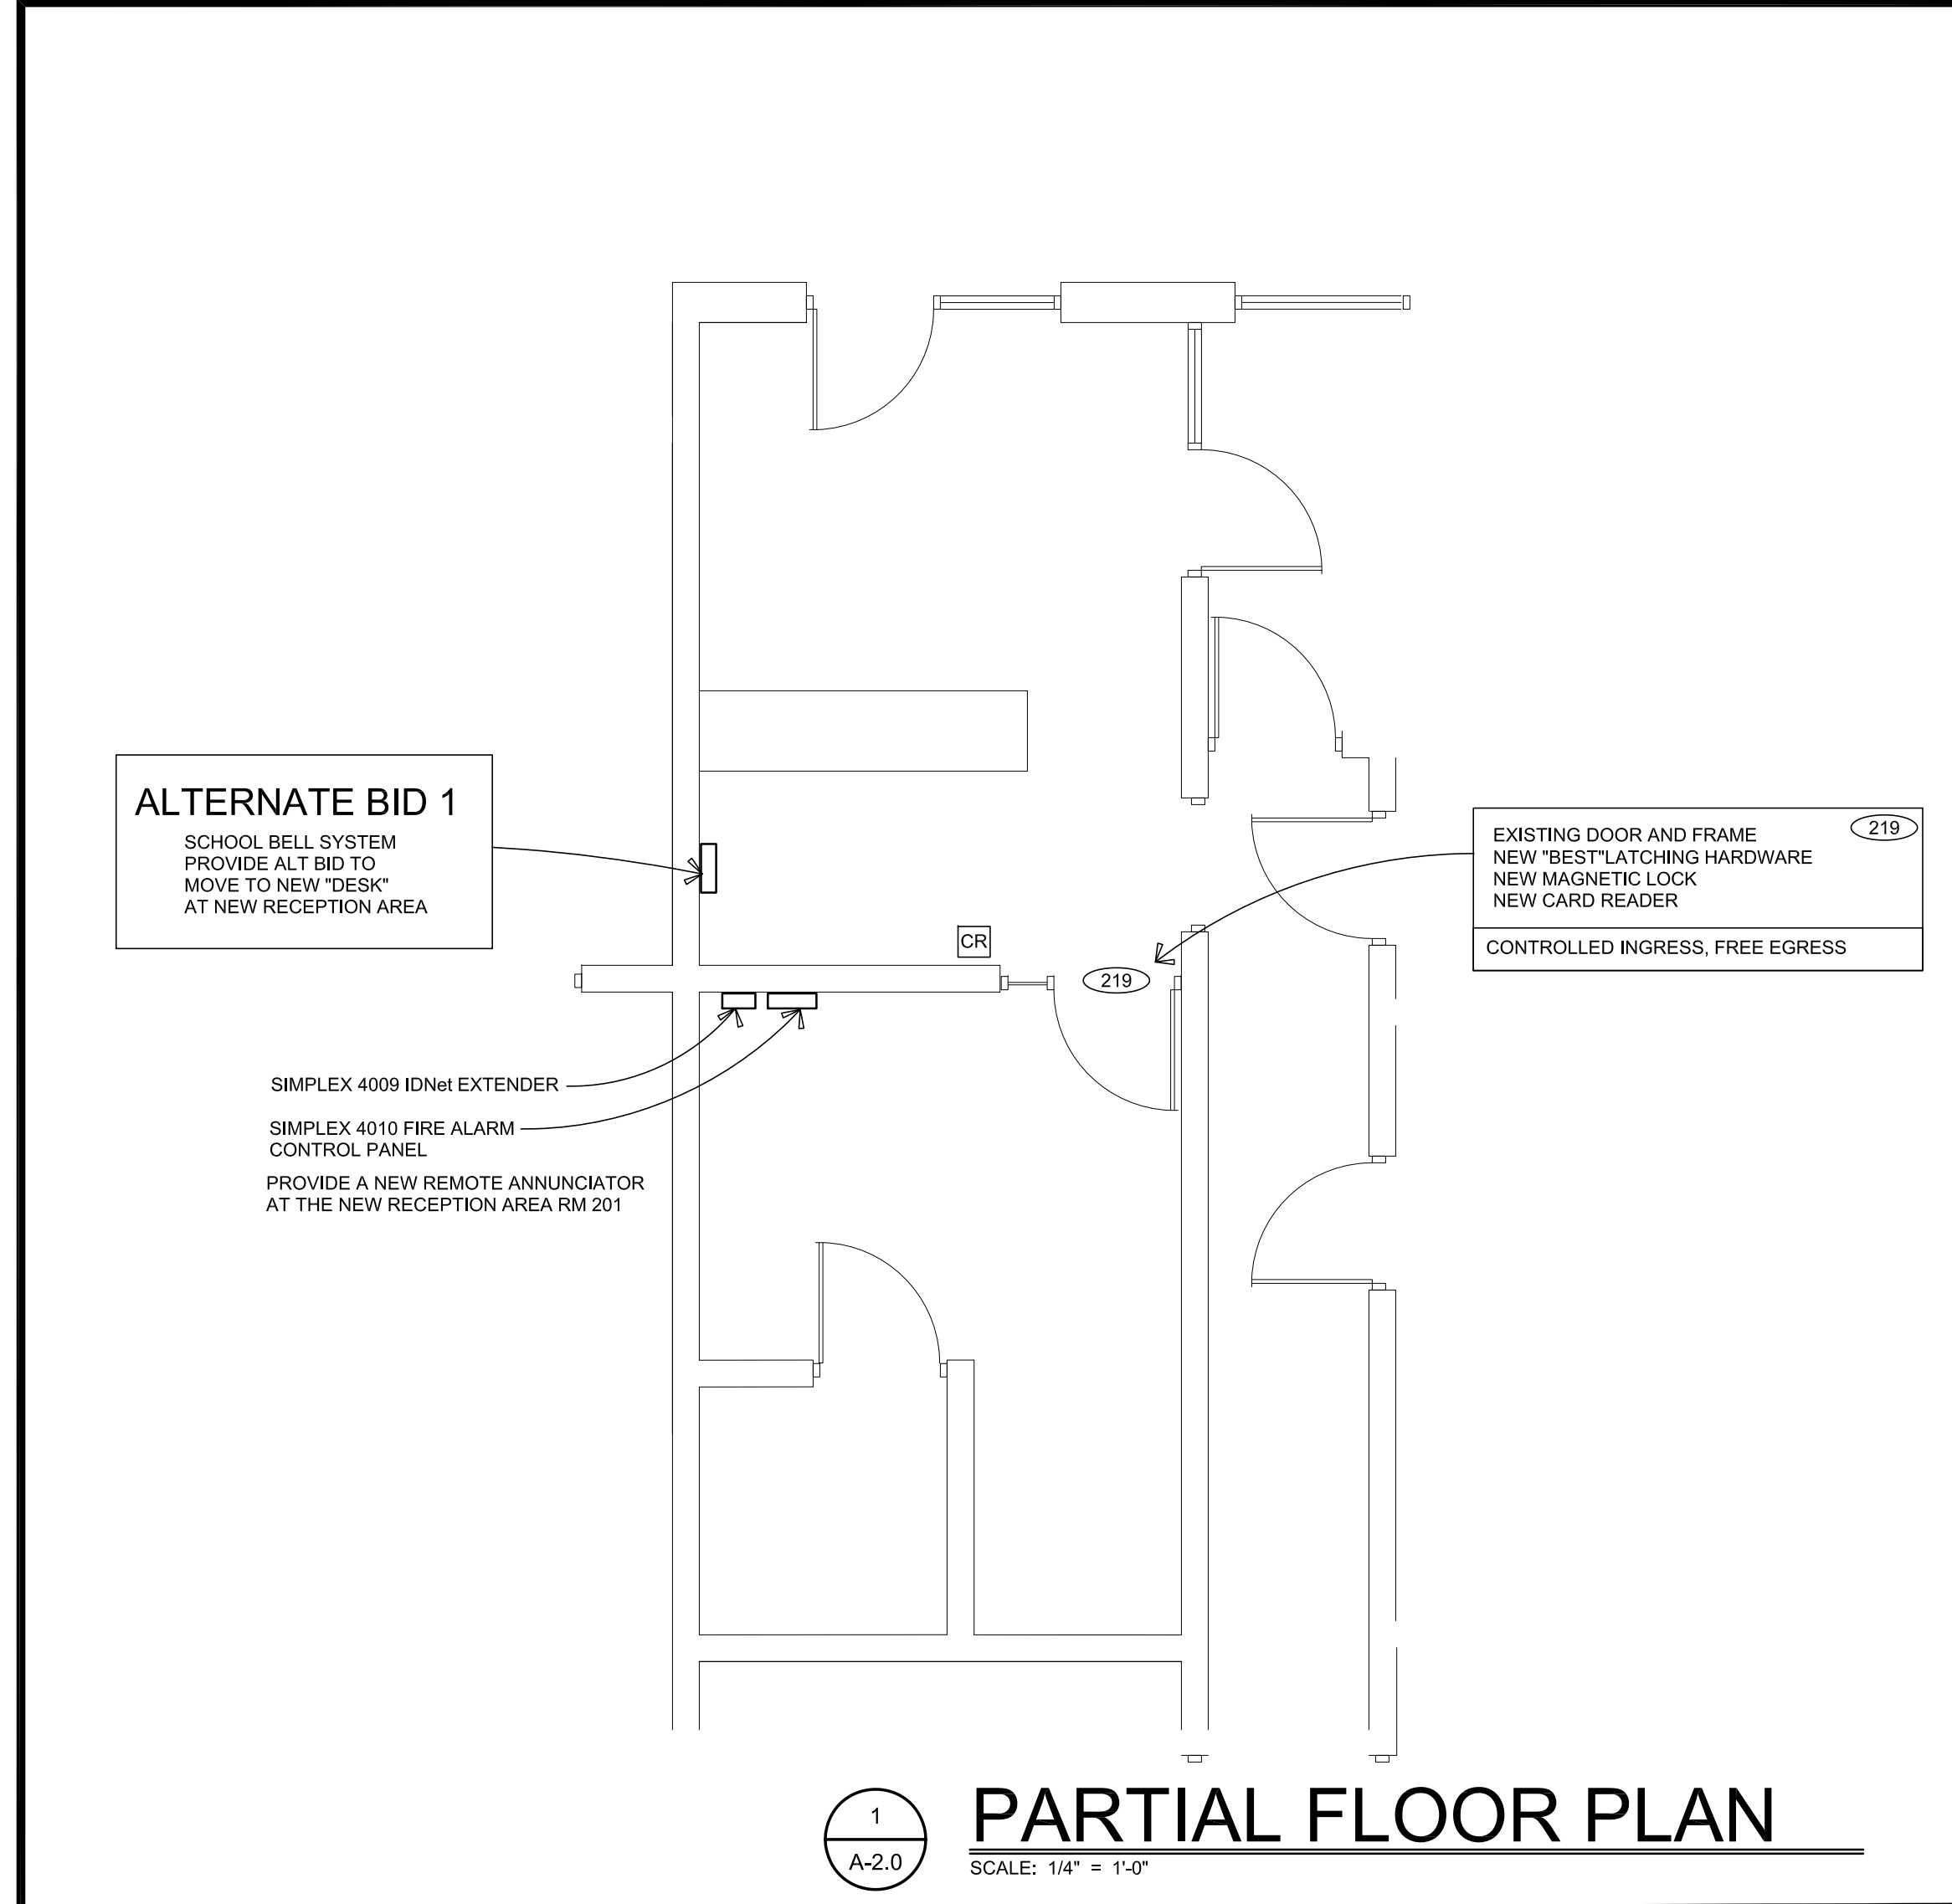 ALTERNATE BID 1
SCHOOL BELL SYSTEM
PROVIDE ALT BID TO
MOVE TO NEW "DESK"
AT NEW RECEPTION AREA
219
EXISTING DOOR AND FRAME
NEW "BEST"LATCHING HARDWARE
NEW MAGNETIC LOCK
NEW CARD READER
CONTROLLED INGRESS, FREE EGRESS
CR
219
SIMPLEX 4009 IDNet EXTENDER
SIMPLEX 4010 FIRE ALARM
CONTROL PANEL
PROVIDE A NEW REMOTE ANNUNCIATOR
AT THE NEW RECEPTION AREA RM 201
1
A-2.0
PARTIAL FLOOR PLAN
SCALE: 1/4" = 1'-0"